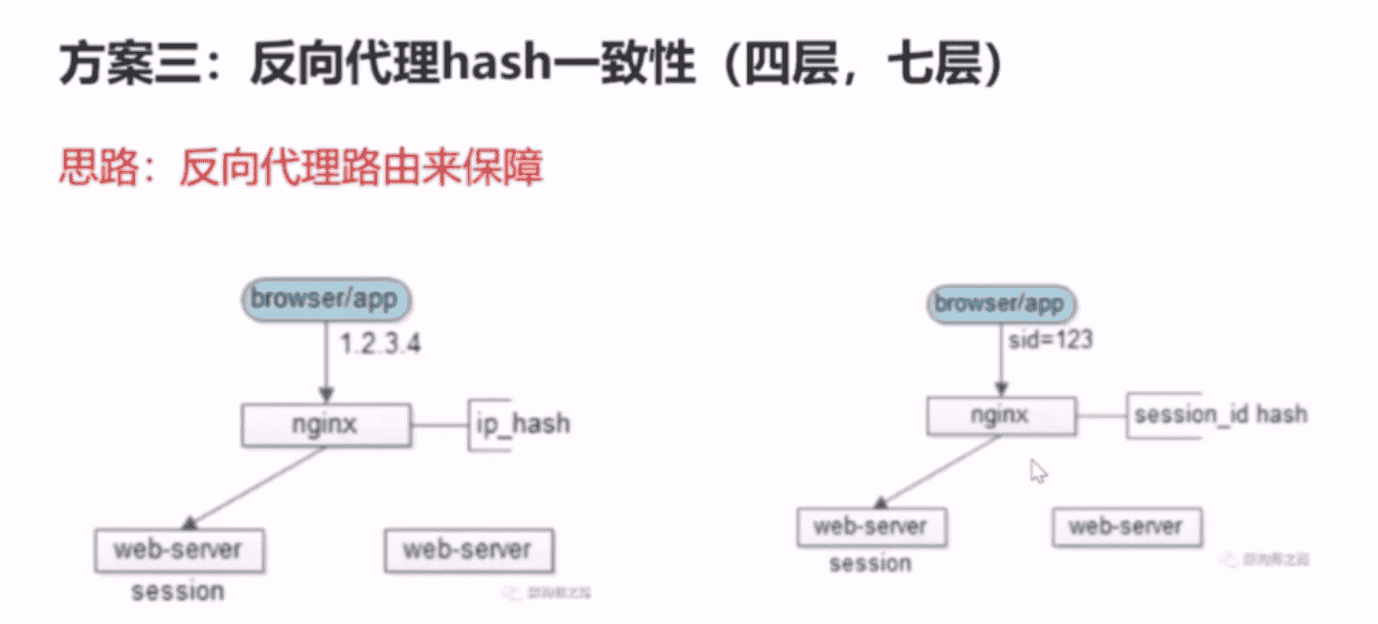 方案三：反向代理hash一致性（四层，七层）
思路：反向代理路由来保障
browser/app
1.2.3.4
nginx
ip_hash
web-server
web-server
session
browser/app
sid=123
nginx
session_id hash
web-server
web-server
session